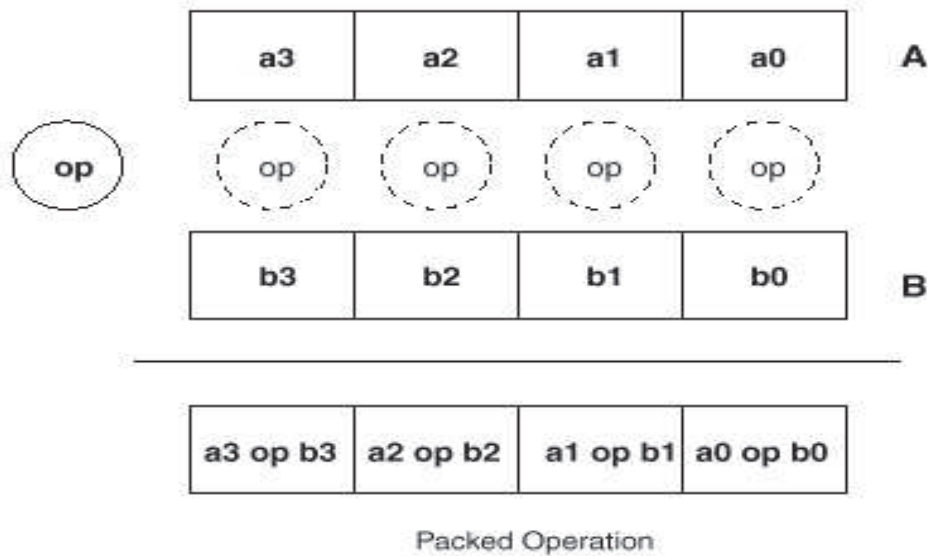 a3 a2 a1 a0 A
op op op op op
b3 b2 b1 b0 B
a3 op b3 a2 op b2 a1 op b1 a0 op b0
Packed Operation